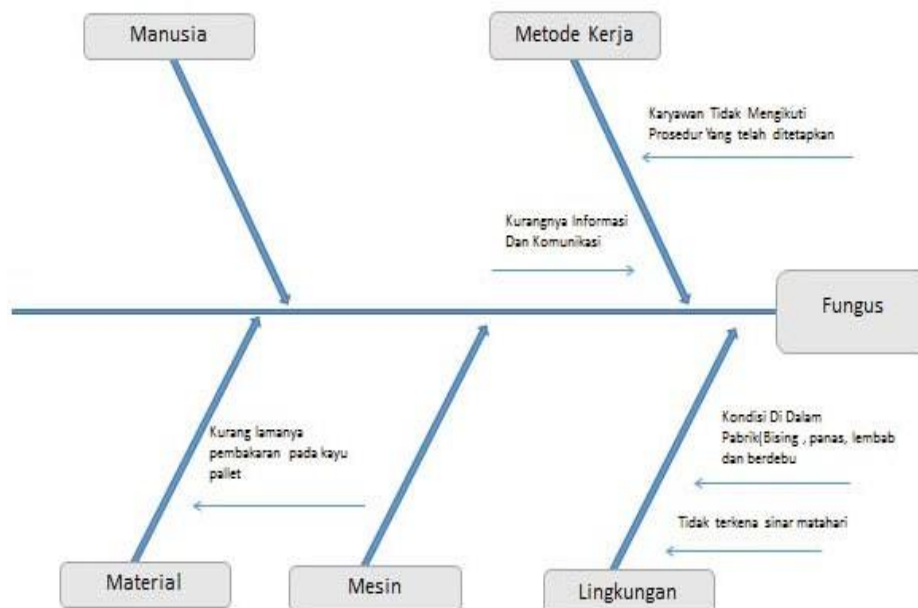 Manusia
Metode Kerja
Karyawan Tidak Mengikuti
Prosedur Yang telah ditetapkan
Kurangnya Informasi
Dan Komunikasi
Fungus
Kurang lamanya
pembakaran pada kayu
pallet
Kondisi Di Dalam
Pabrik(Bising , panas, lembab
dan berdebu
Tidak terkena sinar matahari
Material
Mesin
Lingkungan